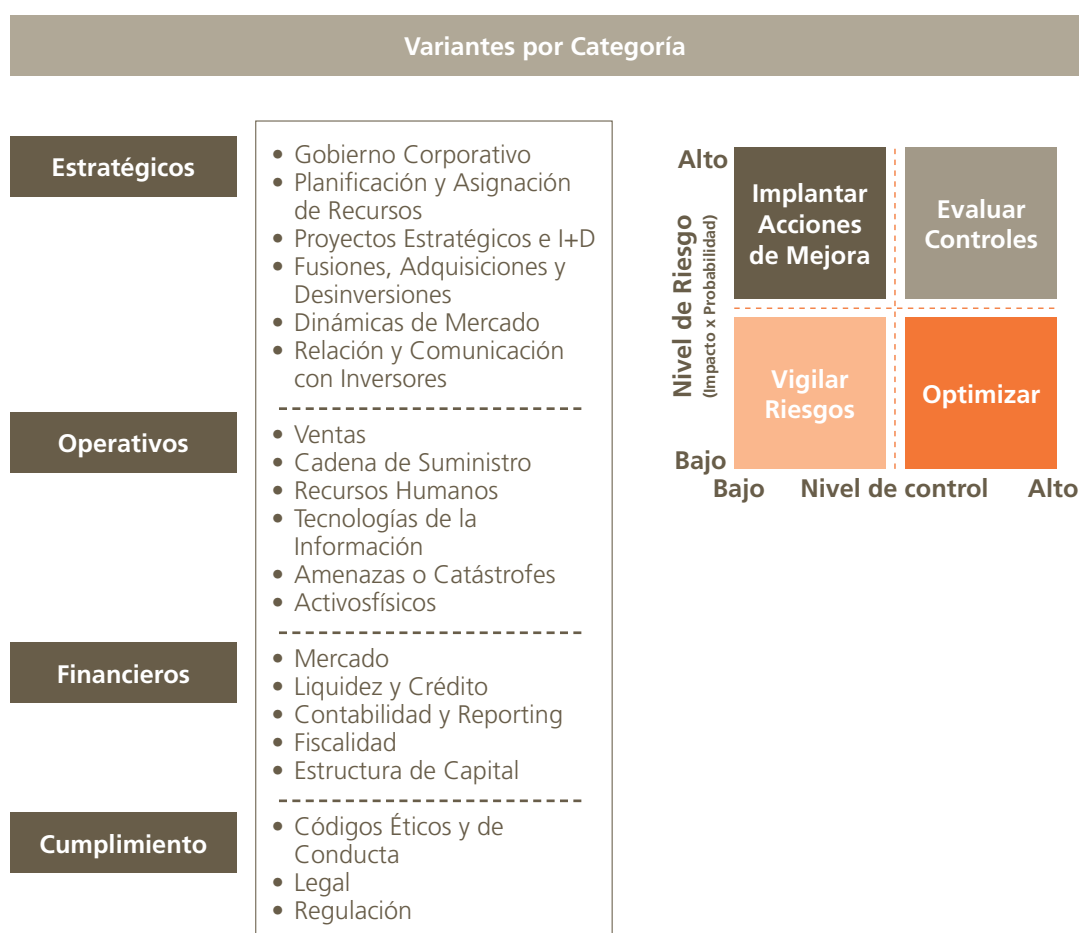 Variantes por Categoría
Estratégicos
• Gobierno Corporativo
• Planificación y Asignación
de Recursos
• Proyectos Estratégicos e I+D
• Fusiones, Adquisiciones y
Desinversiones
• Dinámicas de Mercado
• Relación y Comunicación
con Inversores
Operativos
• Ventas
• Cadena de Suministro
• Recursos Humanos
• Tecnologías de la
Información
• Amenazas o Catástrofes
• Activosfísicos
Financieros
• Mercado
• Liquidez y Crédito
• Contabilidad y Reporting
• Fiscalidad
• Estructura de Capital
Cumplimiento
• Códigos Éticos y de
Conducta
• Legal
• Regulación
Alto
Nivel de Riesgo
(Impacto x Probabilidad)
Implantar
Acciones
de Mejora
Evaluar
Controles
Vigilar
Riesgos
Optimizar
Bajo
Bajo Nivel de control Alto